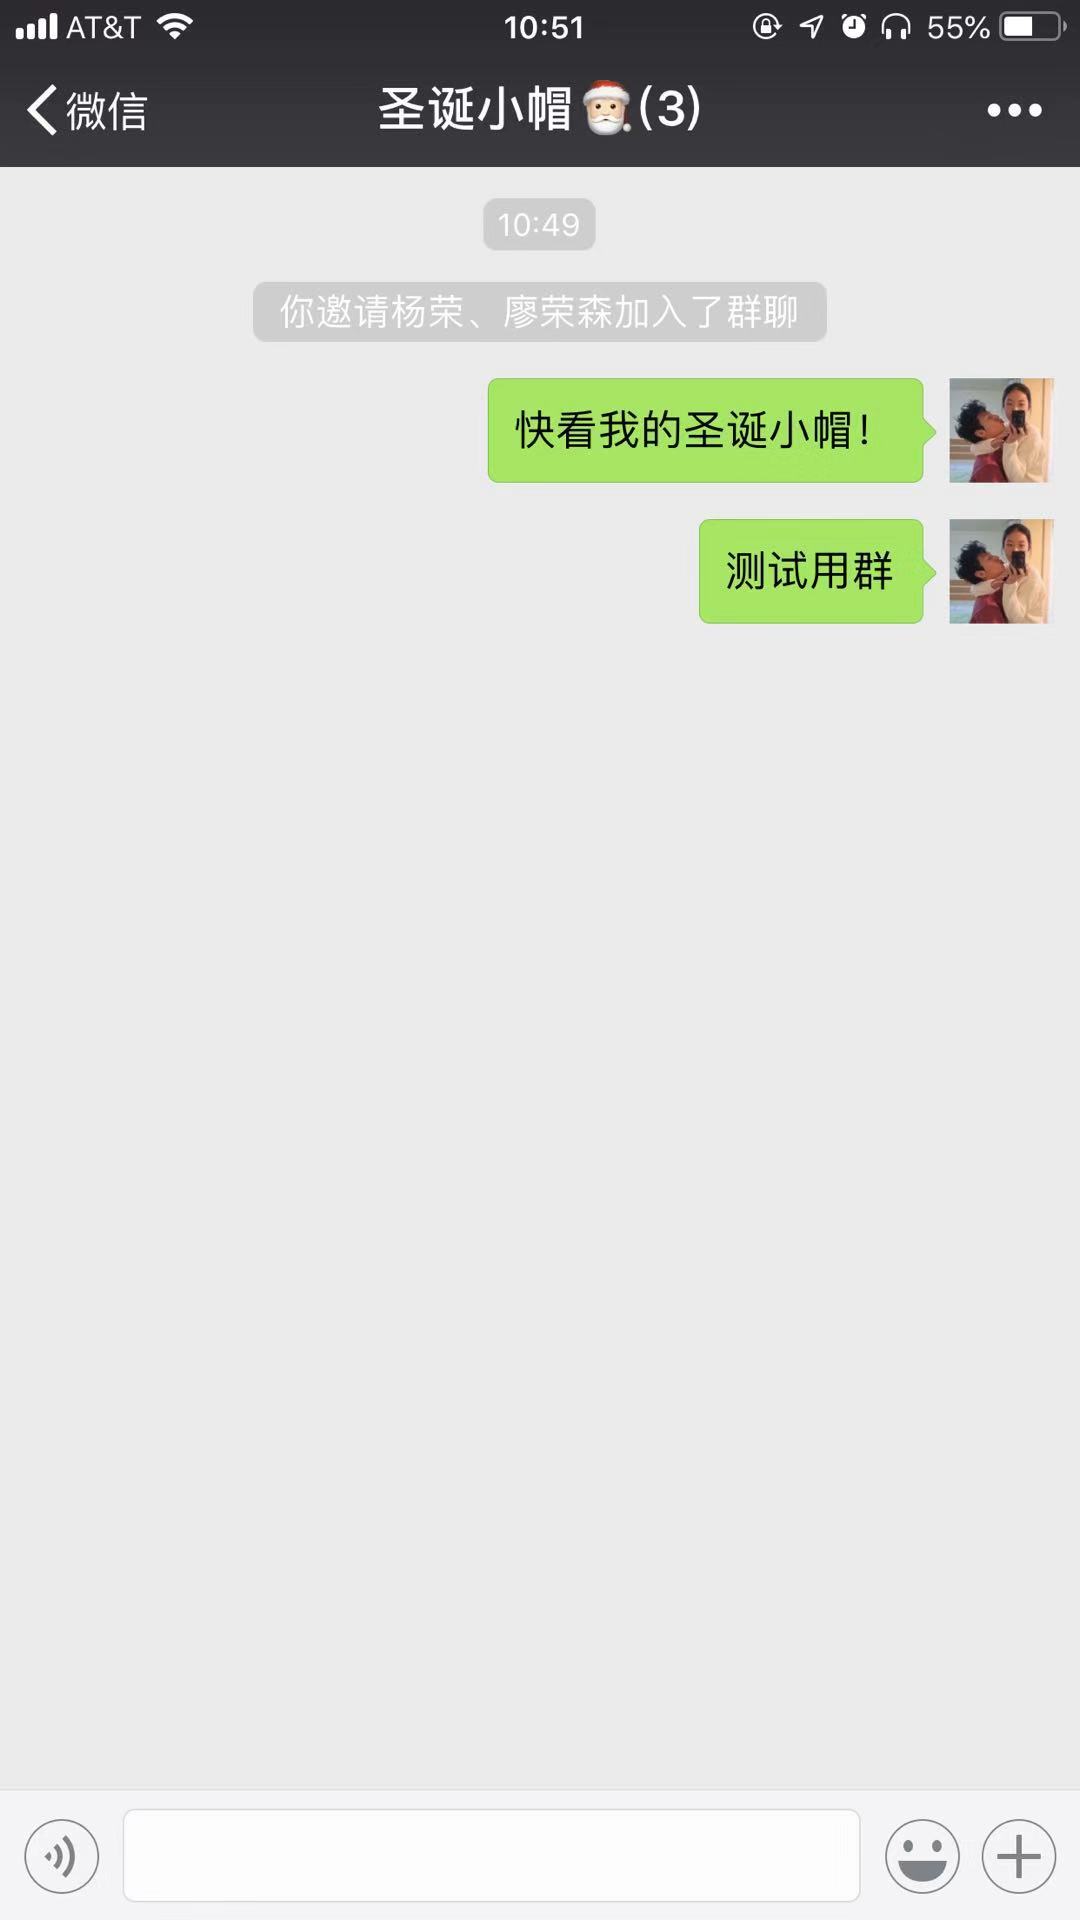 AT&T 10:51 55%
微信 圣诞小帽🎅🏻(3)
10:49
你邀请杨荣、廖荣森加入了群聊
快看我的圣诞小帽！
测试用群